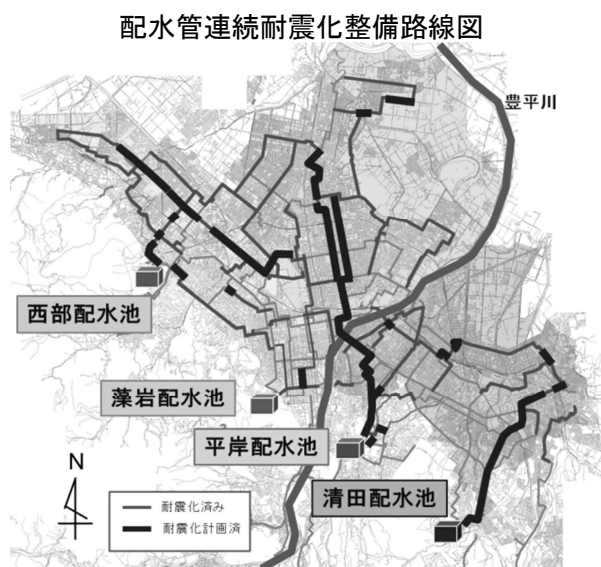 配水管連続耐震化整備路線図
豊平川
西部配水池
藻岩配水池
平岸配水池
清田配水池
N
耐震化済み
耐震化計画済